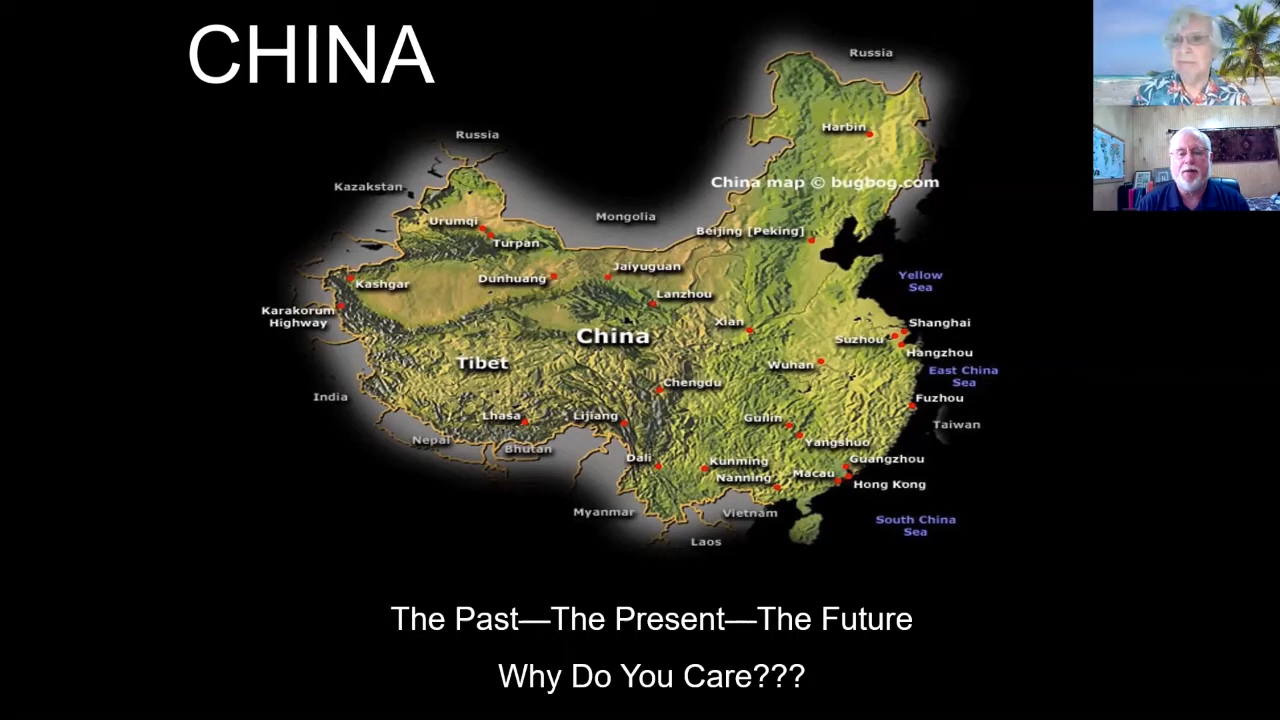 CHINA
Russia
Harbin
Russia
China map © bugbog.com
Kazakstan
Mongolia
Urumqi
Beijing [Peking]
Turpan
Jaiyuguan
Yellow
Sea
Dunhuang
Kashgar
Lanzhou
Karakorum
Highway
Xian
Shanghai
China
Suzhou
Hangzhou
Tibet
Wuhan
East China
Sea
Chengdu
India
Fuzhou
Lhasa
Lijiang
Guilin
Taiwan
Nepal
Yangshuo
Bhutan
Dali
Kunming
Guangzhou
Nanning
Macau
Hong Kong
Myanmar
Vietnam
South China
Sea
Laos
The Past—The Present—The Future
Why Do You Care???